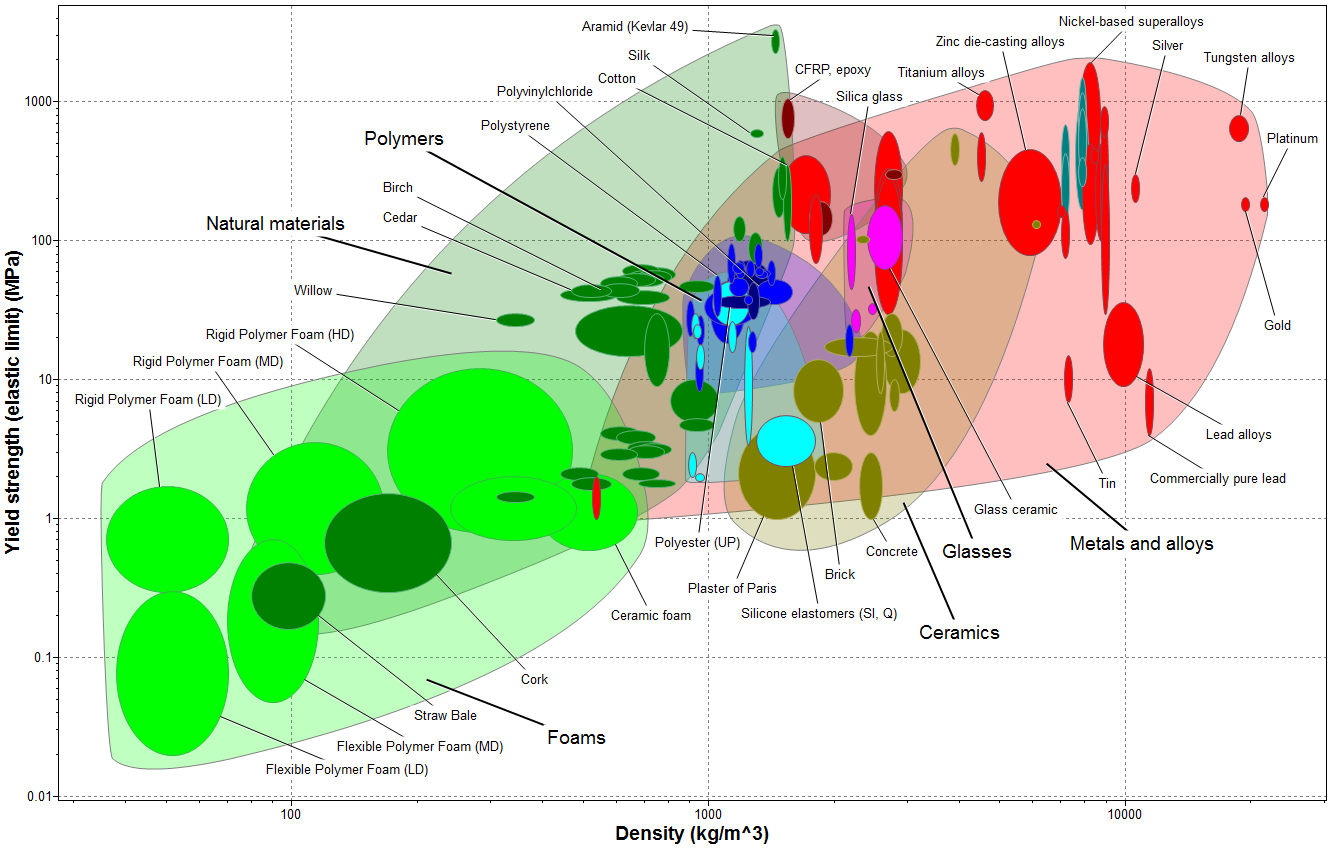 Nickel-based superalloys
Aramid (Kevlar 49)
Zinc die-casting alloys
Silver
Silk
Tungsten alloys
CFRP, epoxy
Titanium alloys
Cotton
Polyvinylchloride
Silica glass
1000
Polystyrene
Polymers
Platinum
Birch
Cedar
Natural materials
100
Willow
Gold
Rigid Polymer Foam (HD)
Rigid Polymer Foam (MD)
10
Rigid Polymer Foam (LD)
Lead alloys
Commercially pure lead
Tin
Glass ceramic
1
Polyester (UP)
Concrete
Glasses
Metals and alloys
Brick
Plaster of Paris
Silicone elastomers (SI, Q)
Ceramic foam
Ceramics
0.1
Cork
Straw Bale
Foams
Flexible Polymer Foam (MD)
Flexible Polymer Foam (LD)
0.01
100
1000
10000
Density (kg/m^3)
Yield strength (elastic limit) (MPa)